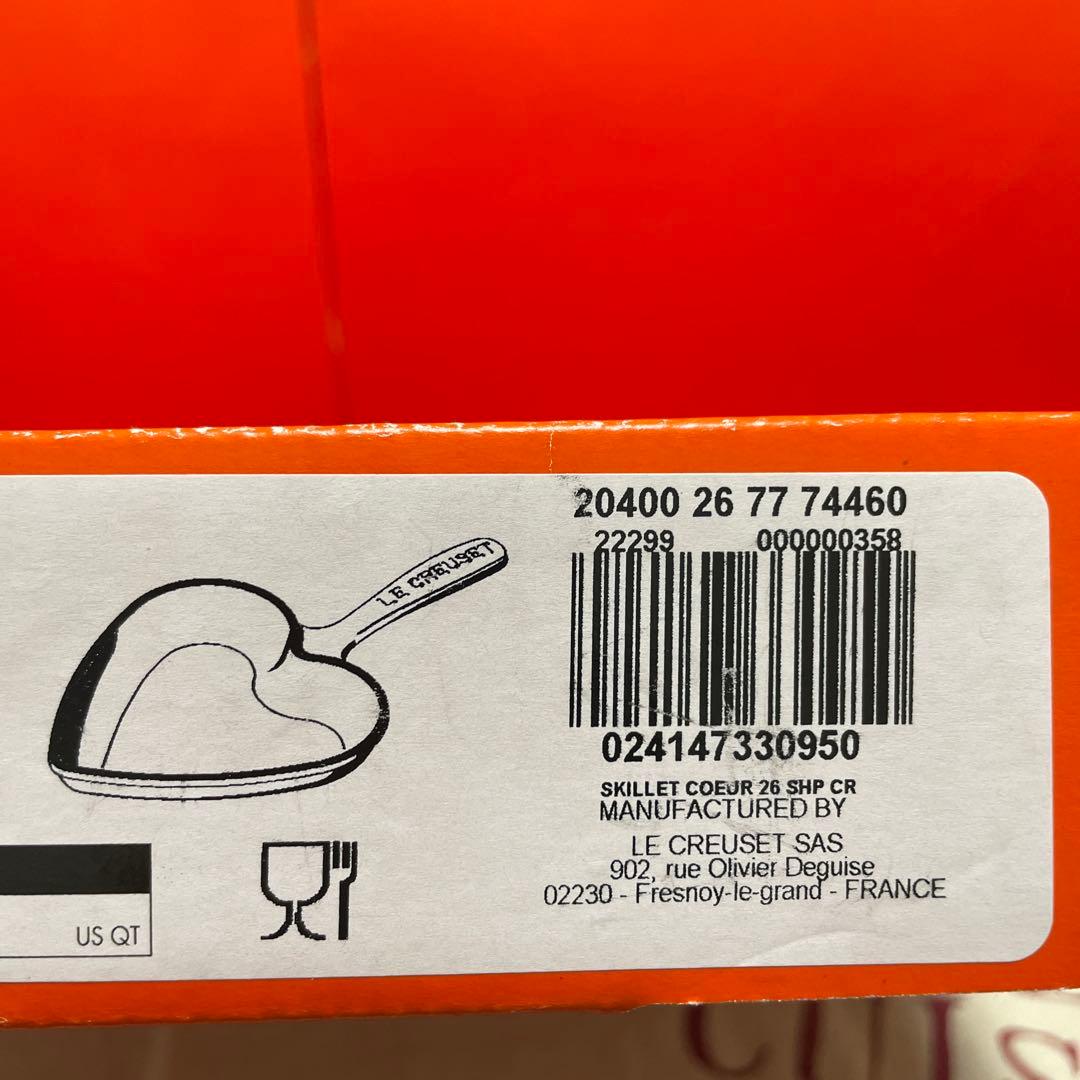 20400 26 77 74460
22299 000000358
LE CREUSET
024147330950
SKILLET COEUR 26 SHP CR
MANUFACTURED BY
LE CREUSET SAS
902, rue Olivier Deguise
02230 - Fresnoy-le-grand - FRANCE
US QT